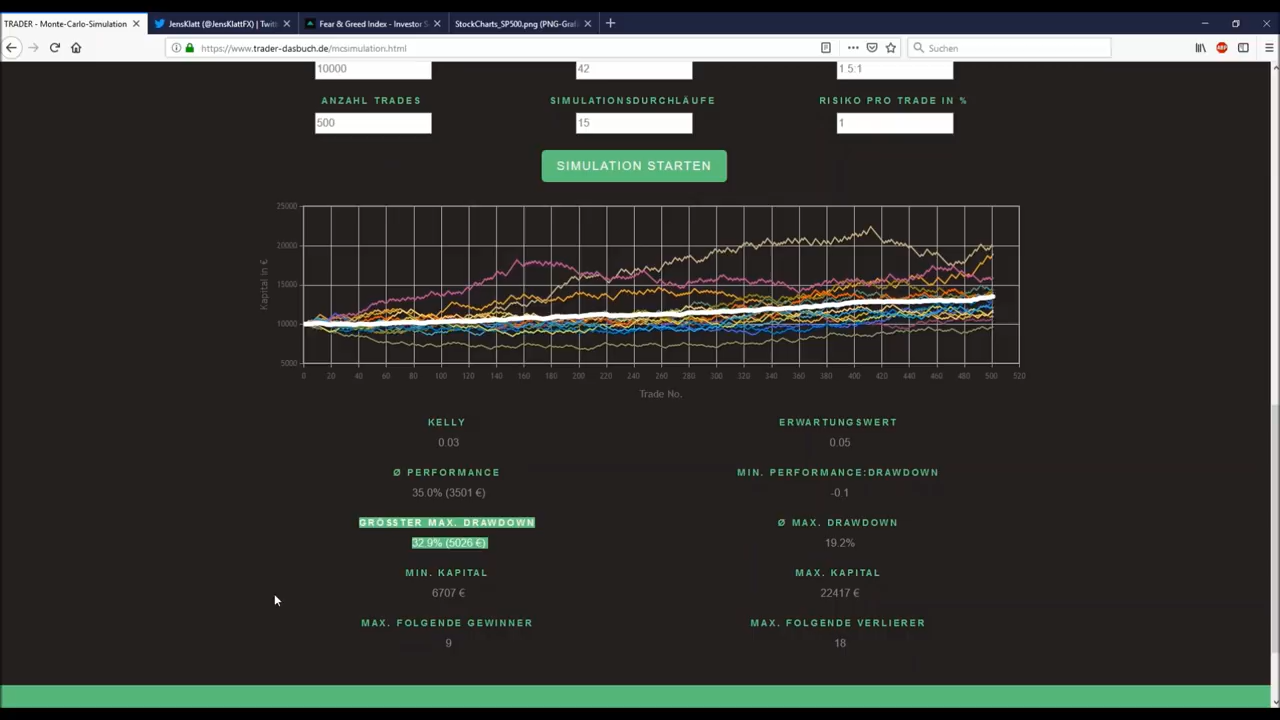 TRADER - Monte-Carlo-Simulation
JensKlatt (@JensKlattFX) | Twitt
Fear & Greed Index - Investor S
StockCharts_SP500.png (PNG-Graf
https://www.trader-dasbuch.de/mcsimulation.html
Suchen
10000
42
1.5:1
ANZAHL TRADES
SIMULATIONSDURCHLÄUFE
RISIKO PRO TRADE IN %
500
15
1
SIMULATION STARTEN
25000
20000
15000
10000
5000
Kapital in €
0 20 40 60 80 100 120 140 160 180 200 220 240 260 280 300 320 340 360 380 400 420 440 460 480 500 520
Trade No.
KELLY
ERWARTUNGSWERT
0.03
0.05
Ø PERFORMANCE
MIN. PERFORMANCE:DRAWDOWN
35.0% (3501 €)
-0.1
GRÖSSTER MAX. DRAWDOWN
Ø MAX. DRAWDOWN
32.9% (5026 €)
19.2%
MIN. KAPITAL
MAX. KAPITAL
6707 €
22417 €
MAX. FOLGENDE GEWINNER
MAX. FOLGENDE VERLIERER
9
18